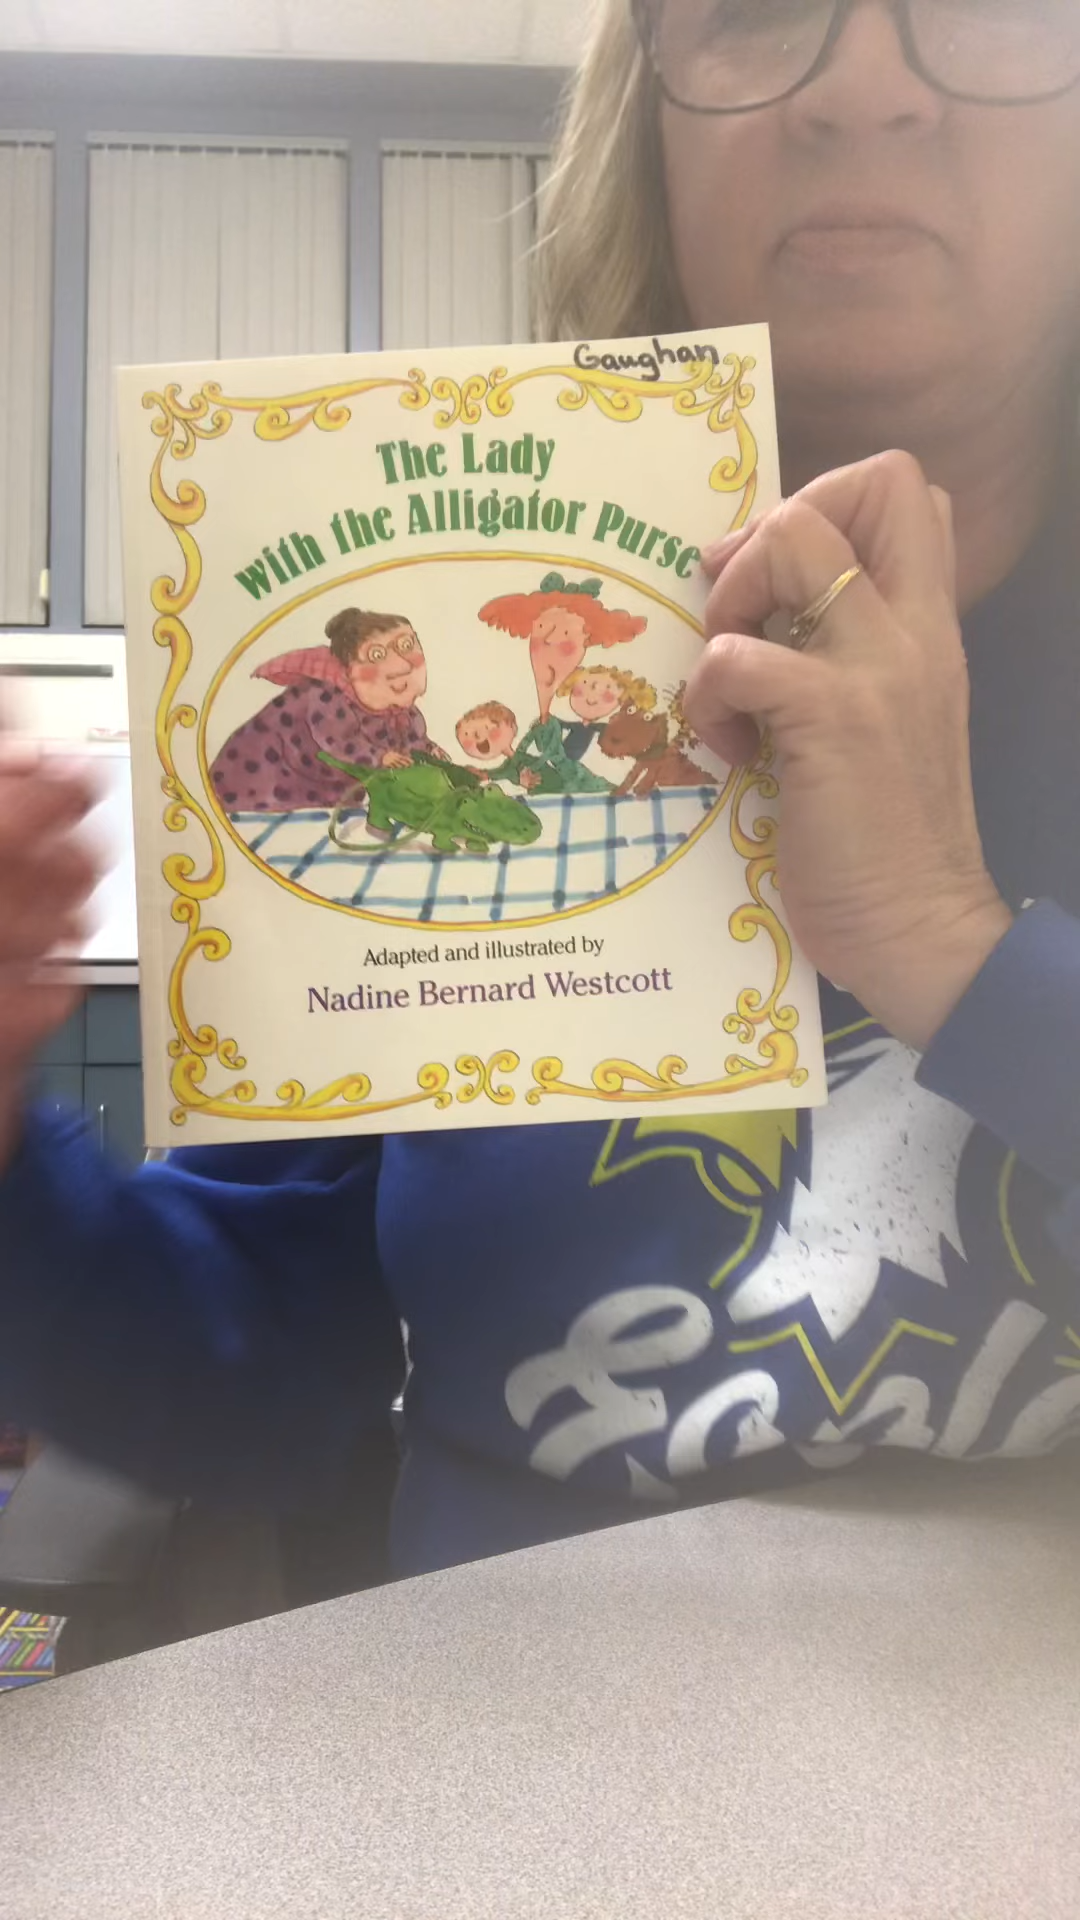 Gaughan
The Lady
with the Alligator Purse
Adapted and illustrated by
Nadine Bernard Westcott